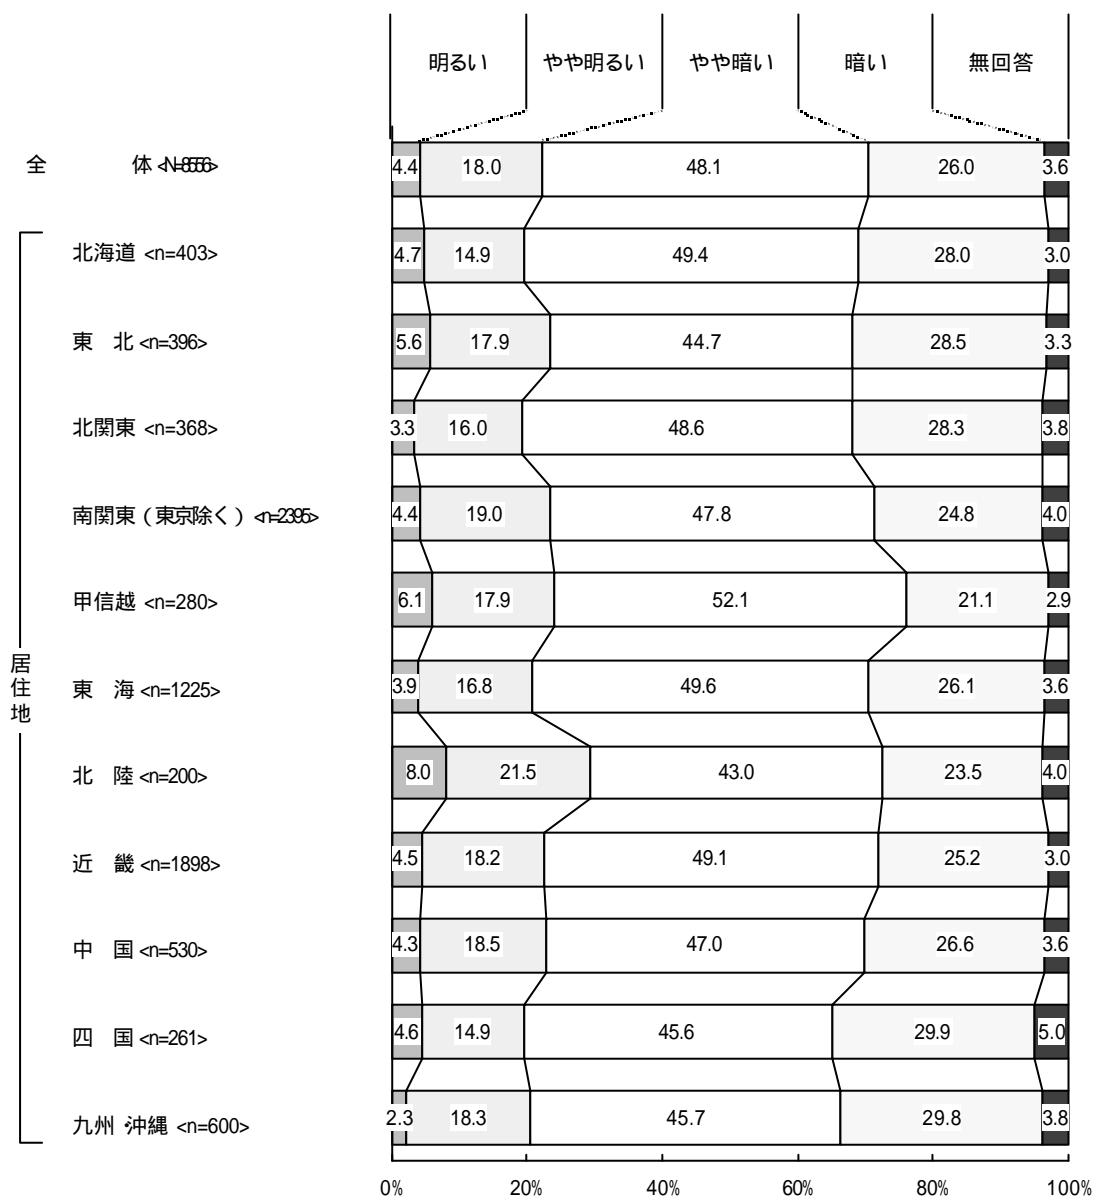 明るい やや明るい やや暗い 暗い 無回答
全 体 <N=8556> 4.4 18.0 48.1 26.0 3.6
北海道 <n=403> 4.7 14.9 49.4 28.0 3.0
東 北 <n=396> 5.6 17.9 44.7 28.5 3.3
北関東 <n=368> 3.3 16.0 48.6 28.3 3.8
南関東(東京除く) <n=2395> 4.4 19.0 47.8 24.8 4.0
甲信越 <n=280> 6.1 17.9 52.1 21.1 2.9
居住地
東 海 <n=1225> 3.9 16.8 49.6 26.1 3.6
北 陸 <n=200> 8.0 21.5 43.0 23.5 4.0
近 畿 <n=1898> 4.5 18.2 49.1 25.2 3.0
中 国 <n=530> 4.3 18.5 47.0 26.6 3.6
四 国 <n=261> 4.6 14.9 45.6 29.9 5.0
九州・沖縄 <n=600> 2.3 18.3 45.7 29.8 3.8
0% 20% 40% 60% 80% 100%